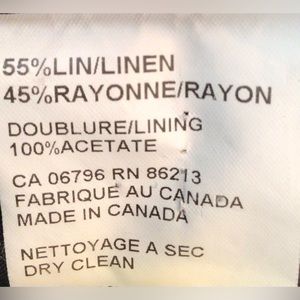 55%LIN/LINEN
45%RAYONNE/RAYON
DOUBLURE/LINING
100%ACETATE
CA 06796 RN 86213
FABRIQUE AU CANADA
MADE IN CANADA
NETTOYAGE A SEC
DRY CLEAN